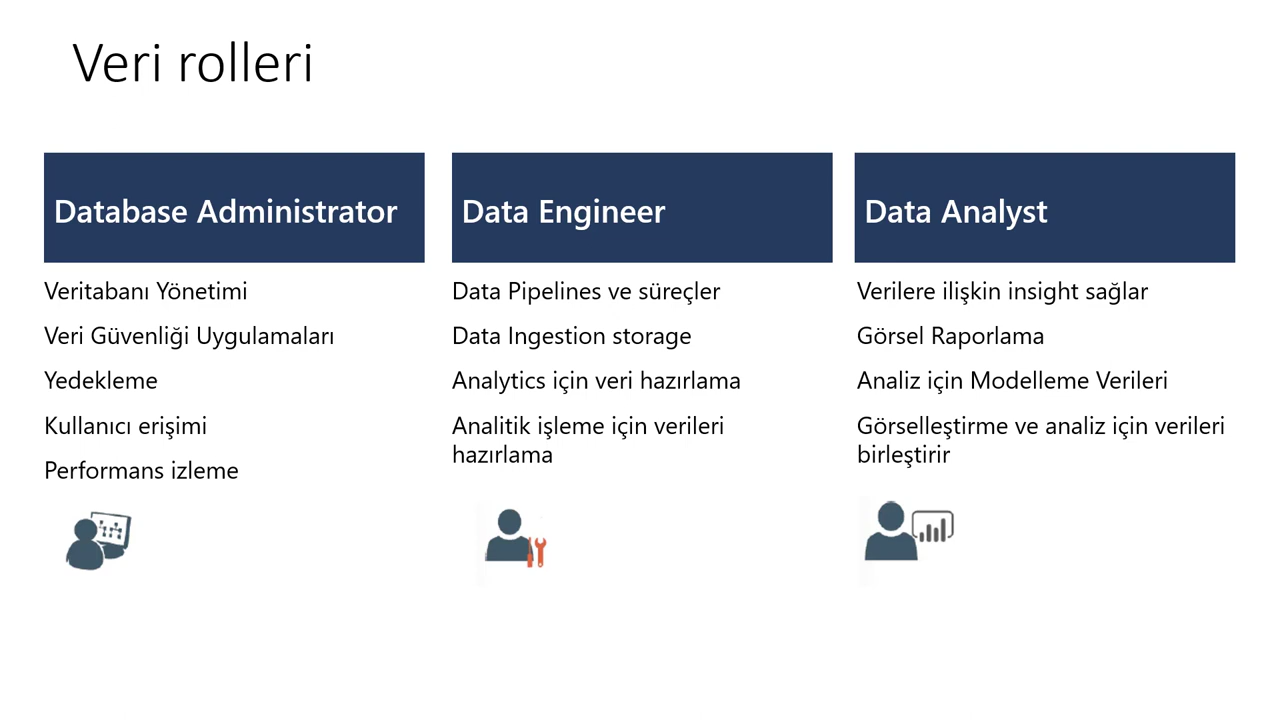 Veri rolleri
Database Administrator
Veritabanı Yönetimi
Veri Güvenliği Uygulamaları
Yedekleme
Kullanıcı erişimi
Performans izleme
Data Engineer
Data Pipelines ve süreçler
Data Ingestion storage
Analytics için veri hazırlama
Analitik işleme için verileri
hazırlama
Data Analyst
Verilere ilişkin insight sağlar
Görsel Raporlama
Analiz için Modelleme Verileri
Görselleştirme ve analiz için verileri
birleştirir